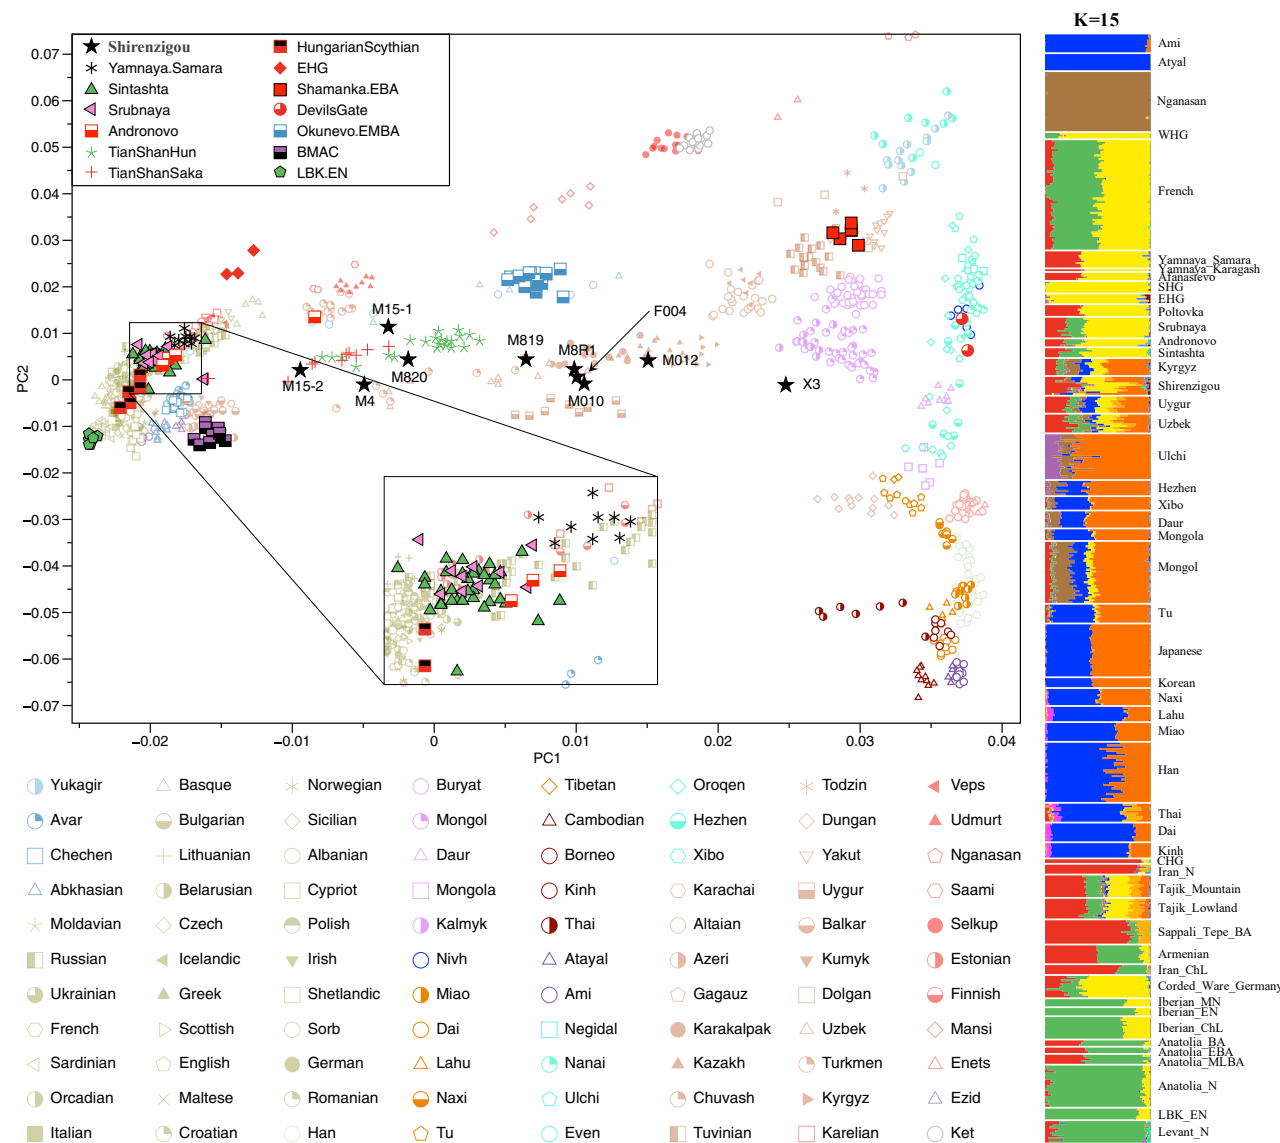 K=15
Shirenzigou
Yamnaya.Samara
Sintashta
Srubnaya
Andronovo
TianShanHun
TianShanSaka
HungarianScythian
EHG
Shamanka.EBA
DevilsGate
Okunevo.EMBA
BMAC
LBK.EN
PC2
0.07
0.06
0.05
0.04
0.03
0.02
0.01
0
−0.01
−0.02
−0.03
−0.04
−0.05
−0.06
−0.07
M15-1
M15-2
M820
M4
M819
M8R1
F004
M012
M010
X3
−0.02
−0.01
0
0.01
0.02
0.03
0.04
PC1
Yukagir
Avar
Chechen
Abkhasian
Moldavian
Russian
Ukrainian
French
Sardinian
Orcadian
Italian
Basque
Bulgarian
Lithuanian
Belarusian
Czech
Icelandic
Greek
Scottish
English
Maltese
Croatian
Norwegian
Sicilian
Albanian
Cypriot
Polish
Irish
Shetlandic
Sorb
German
Romanian
Han
Buryat
Mongol
Daur
Mongola
Kalmyk
Nivh
Miao
Dai
Lahu
Naxi
Tu
Tibetan
Cambodian
Borneo
Kinh
Thai
Atayal
Ami
Negidal
Nanai
Ulchi
Even
Oroqen
Hezhen
Xibo
Karachai
Altaian
Azeri
Gagauz
Karakalpak
Kazakh
Chuvash
Tuvinian
Todzin
Dungan
Yakut
Uygur
Balkar
Kumyk
Dolgan
Uzbek
Turkmen
Kyrgyz
Karelian
Veps
Udmurt
Nganasan
Saami
Selkup
Estonian
Finnish
Mansi
Enets
Ezid
Ket
Ami
Atyal
Nganasan
WHG
French
Yamnaya_Samara
Yamnaya_Karagash
Afanasievo
SHG
EHG
Poltovka
Srubnaya
Andronovo
Sintashta
Kyrgyz
Shirenzigou
Uygur
Uzbek
Ulchi
Hezhen
Xibo
Daur
Mongola
Mongol
Tu
Japanese
Korean
Naxi
Lahu
Miao
Han
Thai
Dai
Kinh
CHG
Iran_N
Tajik_Mountain
Tajik_Lowland
Sappali_Tepe_BA
Armenian
Iran_ChL
Corded_Ware_Germany
Iberian_MN
Iberian_EN
Iberian_ChL
Anatolia_BA
Anatolia_EBA
Anatolia_MLBA
Anatolia_N
LBK_EN
Levant_N